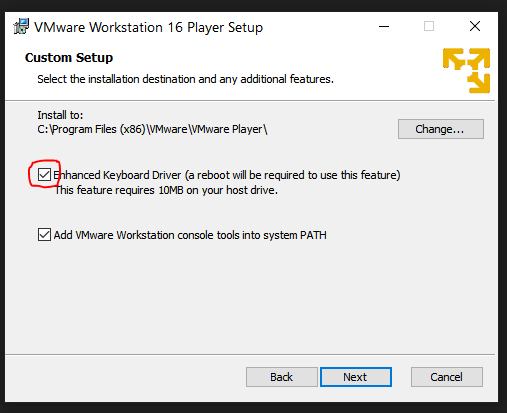 VMware Workstation 16 Player Setup
Custom Setup
Select the installation destination and any additional features.
Install to:
C:\Program Files (x86)\VMware\VMware Player\
Change...
Enhanced Keyboard Driver (a reboot will be required to use this feature)
This feature requires 10MB on your host drive.
Add VMware Workstation console tools into system PATH
Back
Next
Cancel